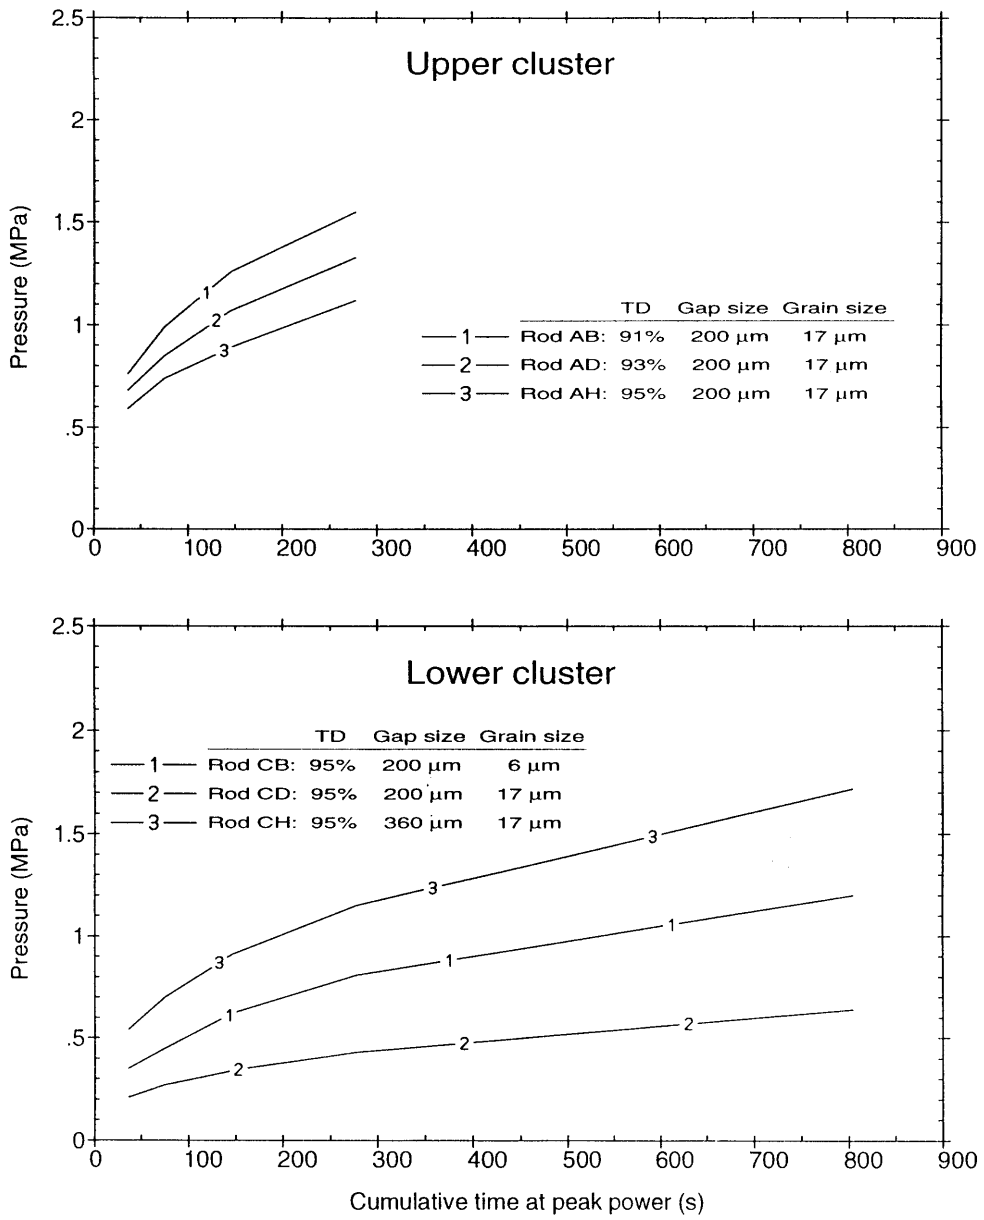 2.5
Upper cluster
2
1.5
1
.5
0
Pressure (MPa)
1
2
3
TD Gap size Grain size
1 Rod AB: 91% 200 μm 17 μm
2 Rod AD: 93% 200 μm 17 μm
3 Rod AH: 95% 200 μm 17 μm
0 100 200 300 400 500 600 700 800 900
2.5
Lower cluster
2
1.5
1
.5
0
Pressure (MPa)
TD Gap size Grain size
1 Rod CB: 95% 200 μm 6 μm
2 Rod CD: 95% 200 μm 17 μm
3 Rod CH: 95% 360 μm 17 μm
3 3 3
1 1 1
2 2 2
0 100 200 300 400 500 600 700 800 900
Cumulative time at peak power (s)